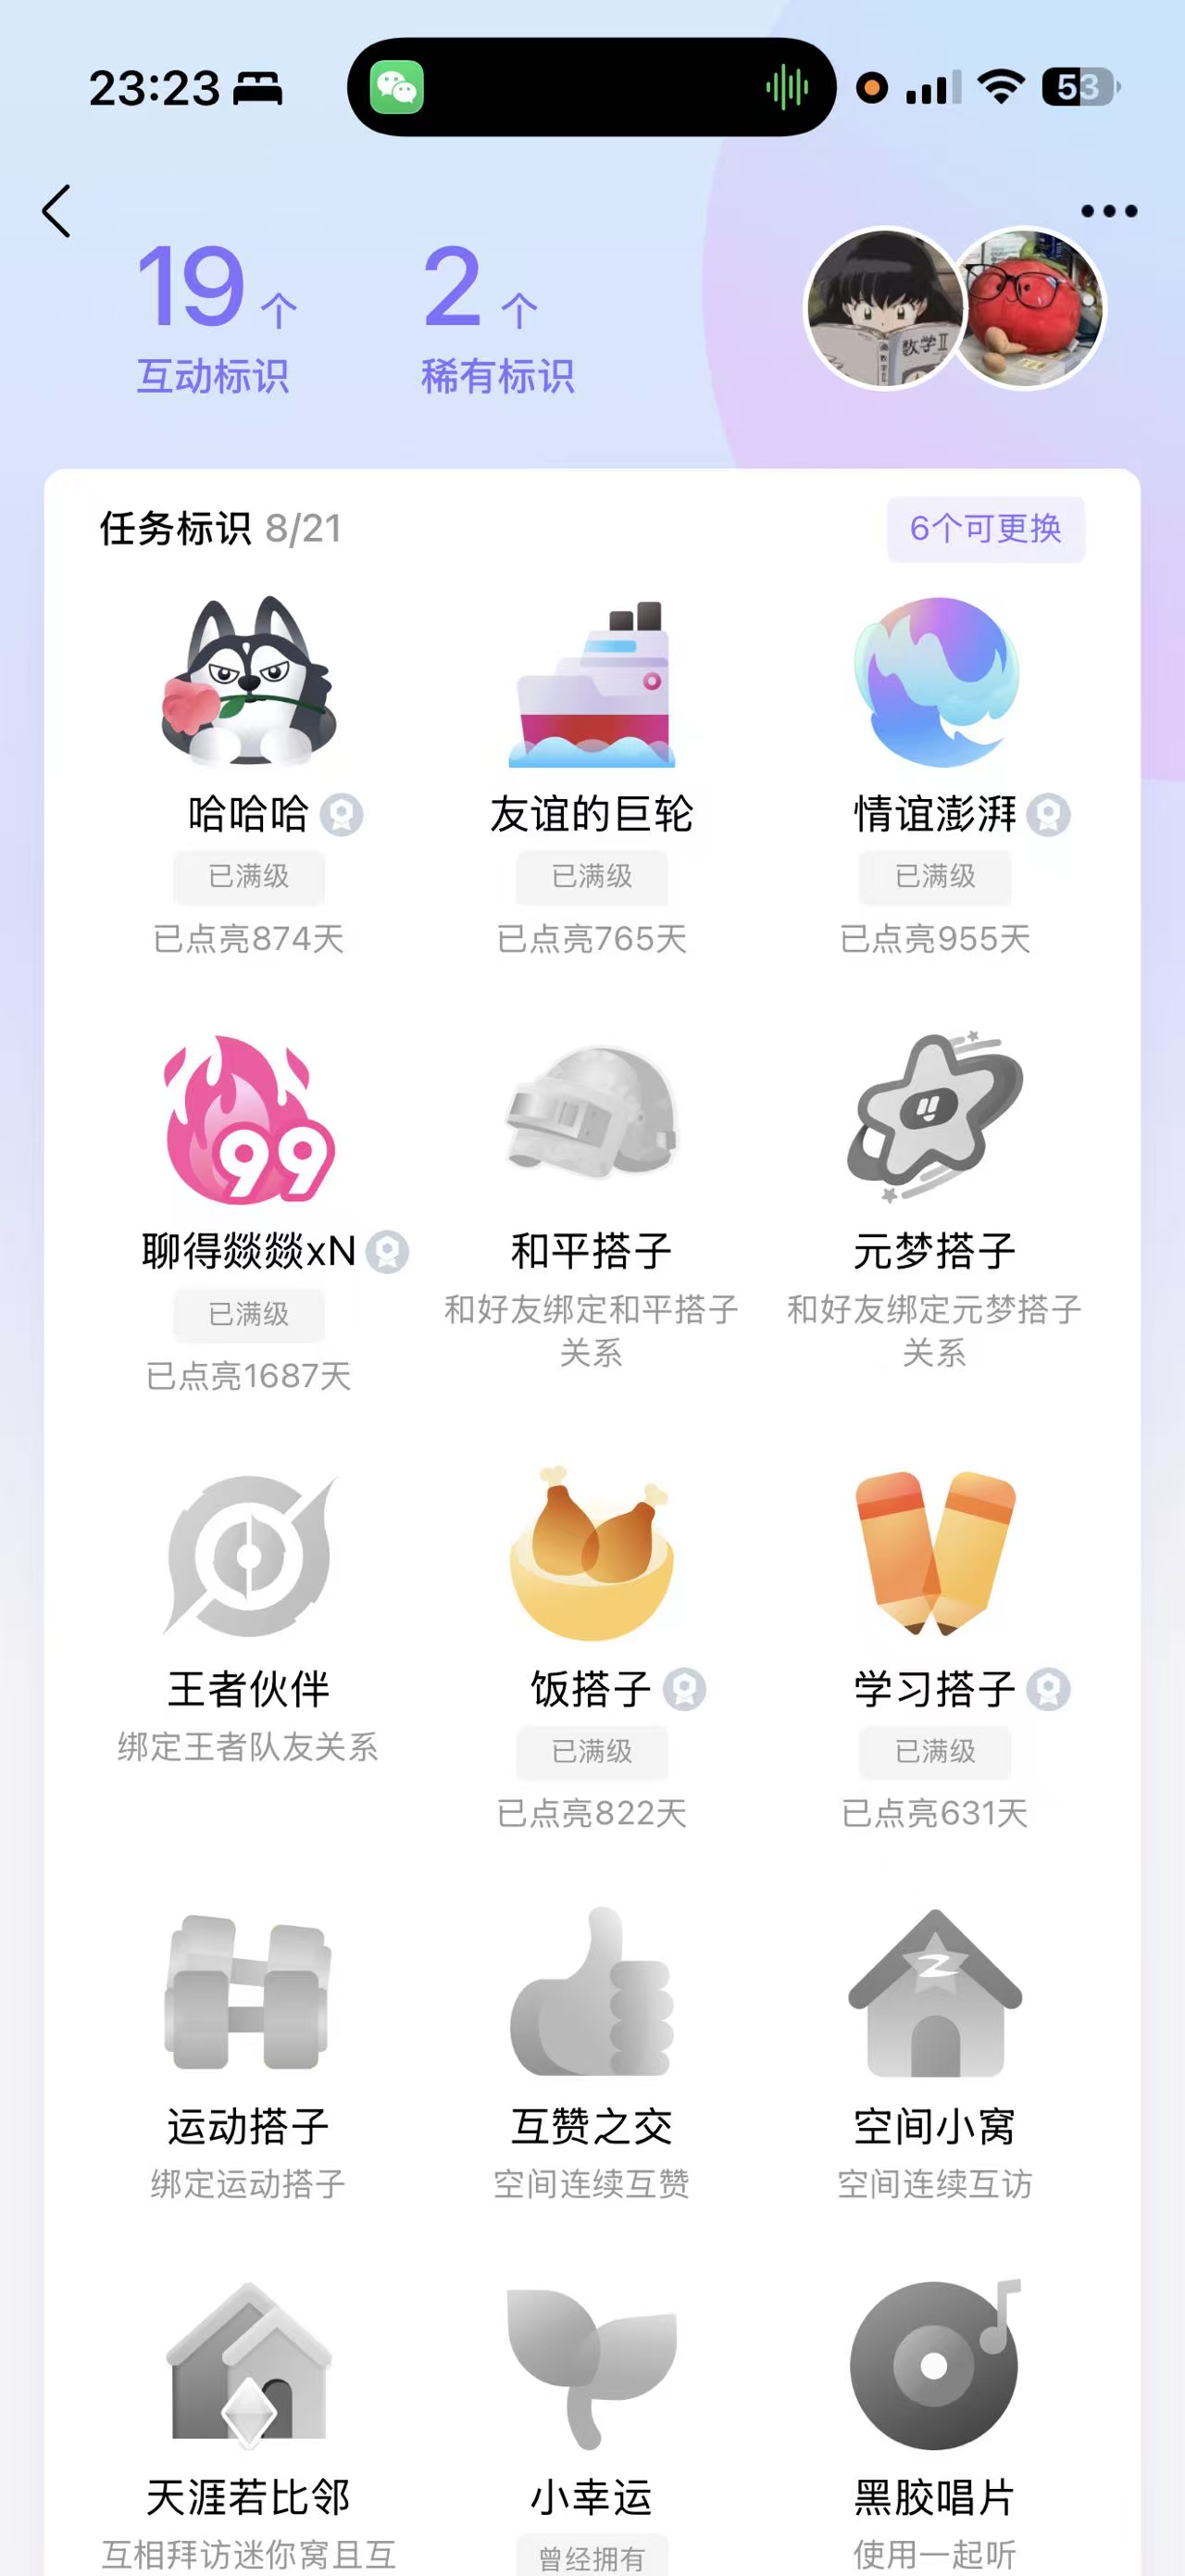 23:23
53
19个
2个
互动标识
稀有标识
数学II
任务标识 8/21
6个可更换
哈哈哈
友谊的巨轮
情谊澎湃
已满级
已满级
已满级
已点亮874天
已点亮765天
已点亮955天
99
聊得燚燚xN
和平搭子
元梦搭子
已满级
和好友绑定和平搭子
关系
和好友绑定元梦搭子
关系
已点亮1687天
王者伙伴
饭搭子
学习搭子
绑定王者队友关系
已满级
已满级
已点亮822天
已点亮631天
运动搭子
互赞之交
空间小窝
绑定运动搭子
空间连续互赞
空间连续互访
天涯若比邻
小幸运
黑胶唱片
互相拜访迷你窝且互
曾经拥有
使用一起听